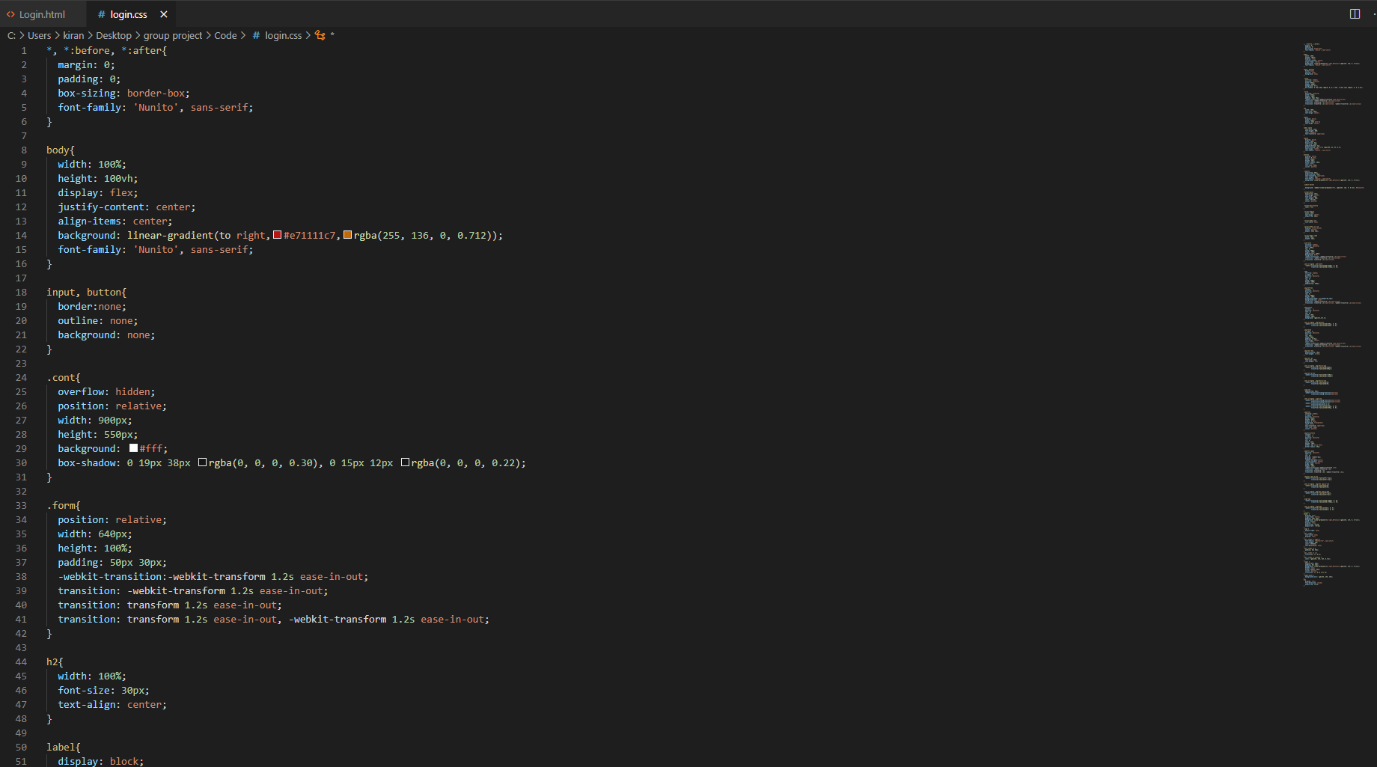 Login.html # login.css ×
C: > Users > kiran > Desktop > group project > Code > # login.css > *
1 *, *:before, *:after{
2 margin: 0;
3 padding: 0;
4 box-sizing: border-box;
5 font-family: 'Nunito', sans-serif;
6 }
7
8 body{
9 width: 100%;
10 height: 100vh;
11 display: flex;
12 justify-content: center;
13 align-items: center;
14 background: linear-gradient(to right,#e71111c7,rgba(255, 136, 0, 0.712));
15 font-family: 'Nunito', sans-serif;
16 }
17
18 input, button{
19 border:none;
20 outline: none;
21 background: none;
22 }
23
24 .cont{
25 overflow: hidden;
26 position: relative;
27 width: 900px;
28 height: 550px;
29 background: #fff;
30 box-shadow: 0 19px 38px rgba(0, 0, 0, 0.30), 0 15px 12px rgba(0, 0, 0, 0.22);
31 }
32
33 .form{
34 position: relative;
35 width: 640px;
36 height: 100%;
37 padding: 50px 30px;
38 -webkit-transition:-webkit-transform 1.2s ease-in-out;
39 transition: -webkit-transform 1.2s ease-in-out;
40 transition: transform 1.2s ease-in-out;
41 transition: transform 1.2s ease-in-out, -webkit-transform 1.2s ease-in-out;
42 }
43
44 h2{
45 width: 100%;
46 font-size: 30px;
47 text-align: center;
48 }
49
50 label{
51 display: block;